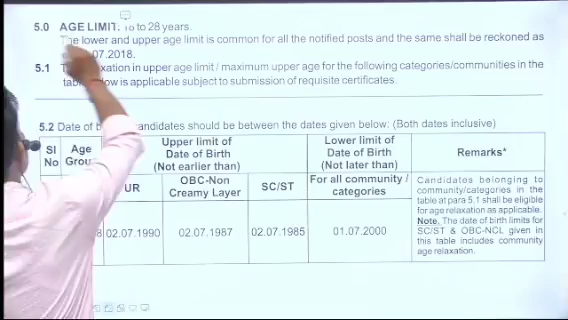 5.0 AGE LIMIT: to 28 years.
The lower and upper age limit is common for all the notified posts and the same shall be reckoned as
07.2018.
5.1 relaxation in upper age limit / maximum upper age for the following categories/communities in the
table below is applicable subject to submission of requisite certificates.
5.2 Date of candidates should be between the dates given below: (Both dates inclusive)
Sl No
Age Group
Upper limit of Date of Birth (Not earlier than)
Lower limit of Date of Birth (Not later than)
Remarks*
UR
OBC-Non Creamy Layer
SC/ST
For all community / categories
8
02.07.1990
02.07.1987
02.07.1985
01.07.2000
Candidates belonging to
community/categories in the
table at para 5.1 shall be eligible
for age relaxation as applicable.
Note. The date of birth limits for
SC/ST & OBC-NCL given in
this table includes community
age relaxation.